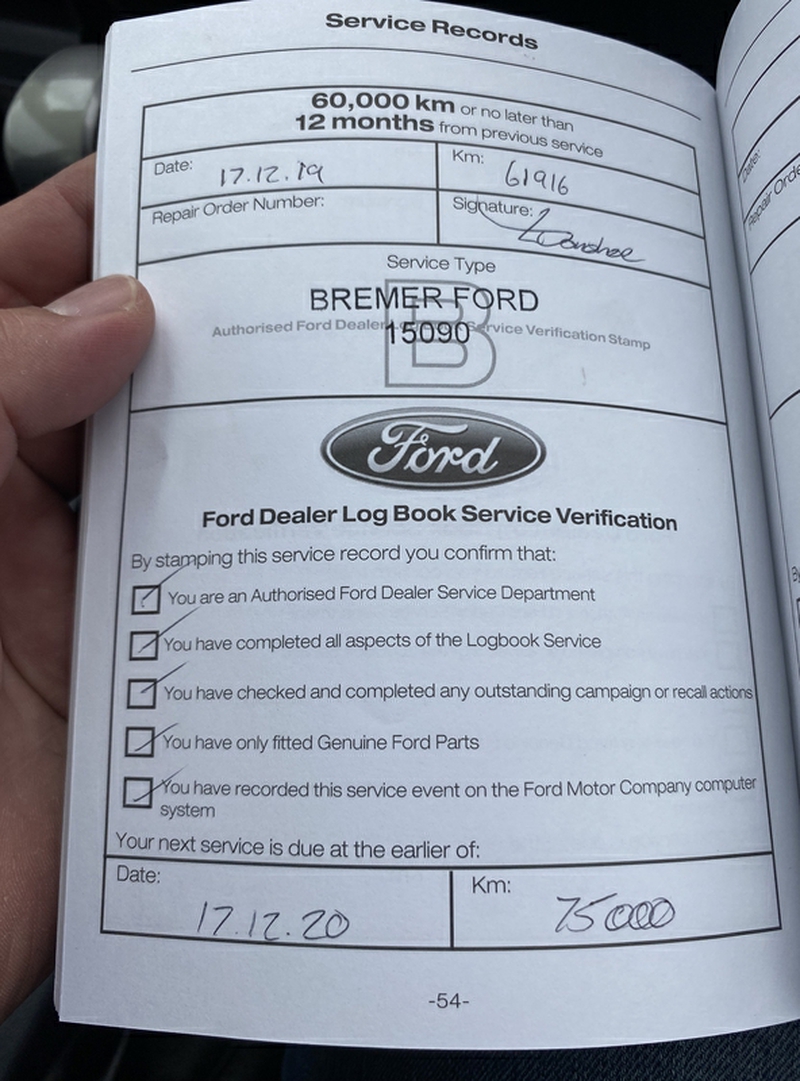 Service Records
60,000 km or no later than
12 months from previous service
Date: 17.12.19
Km: 61916
Repair Order Number:
Signature:
Service Type
B
BREMER FORD
Authorised Ford Dealer Service Verification Stamp
15090
Ford
Ford Dealer Log Book Service Verification
By stamping this service record you confirm that:
You are an Authorised Ford Dealer Service Department
You have completed all aspects of the Logbook Service
You have checked and completed any outstanding campaign or recall actions
You have only fitted Genuine Ford Parts
You have recorded this service event on the Ford Motor Company computer
system
Your next service is due at the earlier of:
Date: 17.12.20
Km: 75000
-54-
Date:
Repair Orde
By